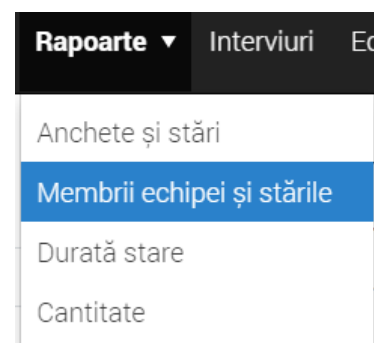 Rapoarte ▼ Interviuri
Anchete și stări
Membrii echipei și stările
Durată stare
Cantitate